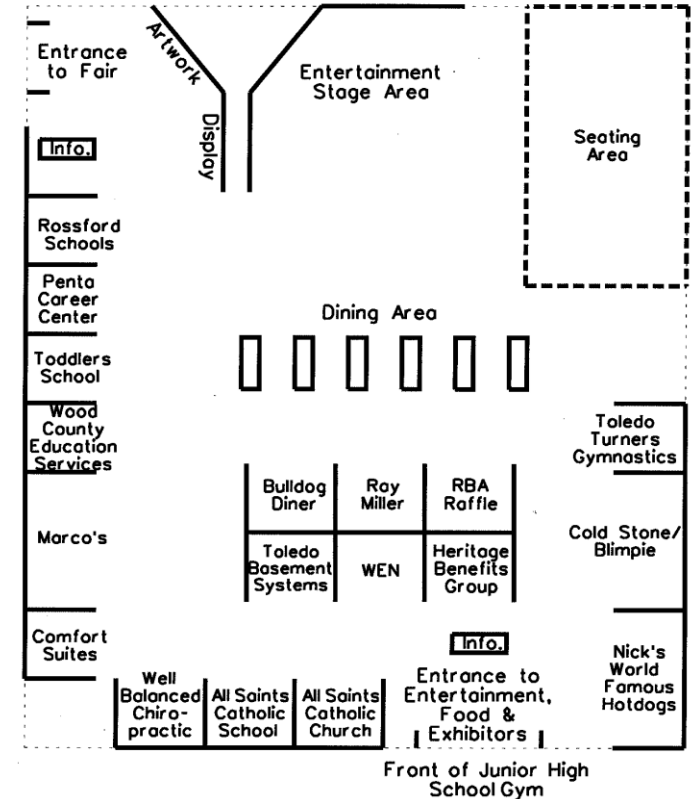 Entrance
to Fair
Artwork
Display
Entertainment
Stage Area
Seating
Area
Info.
Rossford
Schools
Penta
Career
Center
Toddlers
School
Wood
County
Education
Services
Marco's
Comfort
Suites
Dining Area
Bulldog
Diner
Ray
Miller
RBA
Raffle
Toledo
Basement
Systems
WEN
Heritage
Benefits
Group
Toledo
Turners
Gymnastics
Cold Stone/
Blimpie
Nick's
World
Famous
Hotdogs
Well
Balanced
Chiro-
practic
All Saints
Catholic
School
All Saints
Catholic
Church
Info.
Entrance to
Entertainment,
Food &
Exhibitors
Front of Junior High
School Gym